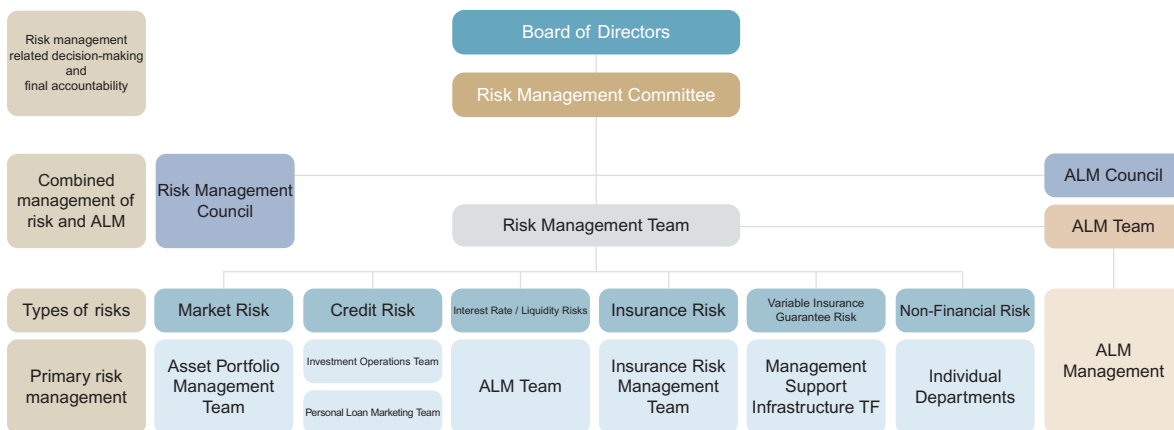 Risk management
related decision-making
and
final accountability
Board of Directors
Risk Management Committee
Combined
management of
risk and ALM
Risk Management
Council
ALM Council
Risk Management Team
ALM Team
Types of risks
Market Risk
Credit Risk
Interest Rate / Liquidity Risks
Insurance Risk
Variable Insurance
Guarantee Risk
Non-Financial Risk
Primary risk
management
Asset Portfolio
Management
Team
Investment Operations Team
Personal Loan Marketing Team
ALM Team
Insurance Risk
Management
Team
Management
Support
Infrastructure TF
Individual
Departments
ALM
Management